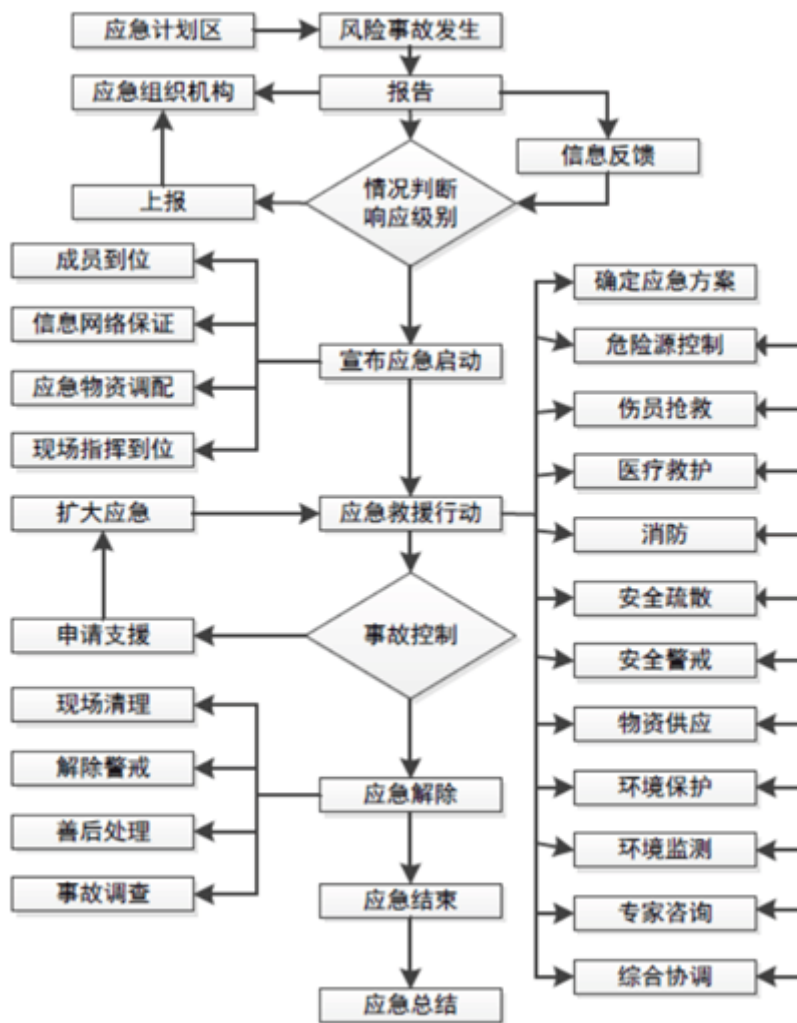 应急计划区
风险事故发生
应急组织机构
报告
信息反馈
上报
情况判断
响应级别
成员到位
确定应急方案
信息网络保证
宣布应急启动
危险源控制
应急物资调配
伤员抢救
现场指挥到位
医疗救护
扩大应急
应急救援行动
消防
安全疏散
申请支援
事故控制
安全警戒
现场清理
物资供应
解除警戒
应急解除
环境保护
善后处理
环境监测
事故调查
应急结束
专家咨询
综合协调
应急总结